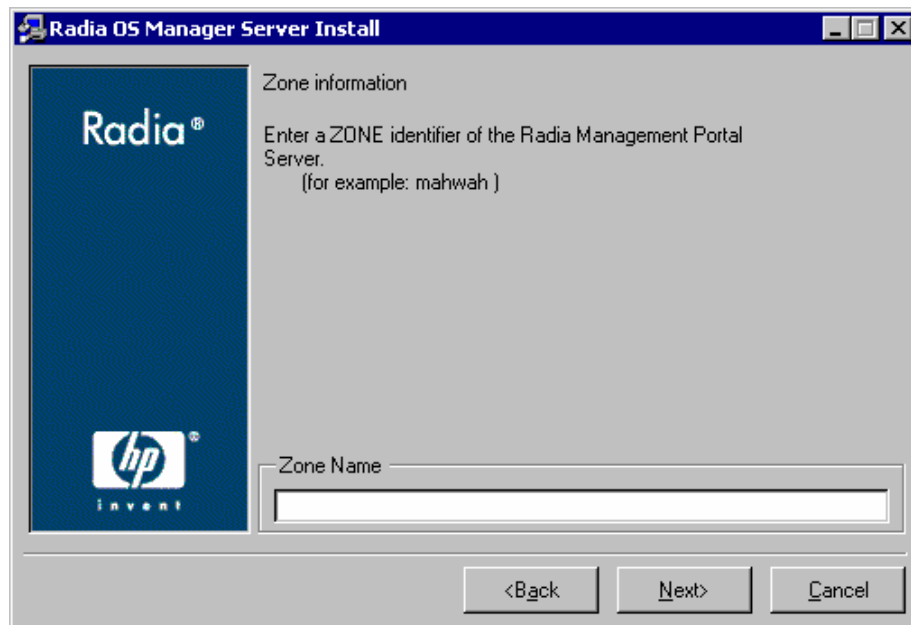 Radia OS Manager Server Install
Radia®
Zone information
Enter a ZONE identifier of the Radia Management Portal
Server.
(for example: mahwah )
hp®
invent
Zone Name
<Back
Next>
Cancel